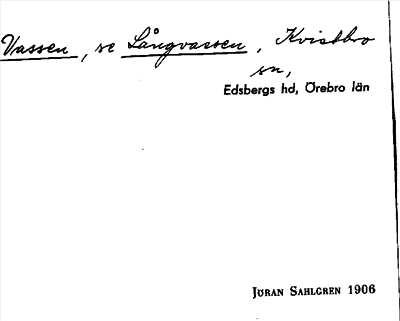 Vassen, se Långvassen, Kvistbro
sn,
Edsbergs hd, Örebro län
JÖRAN SAHLGREN 1906